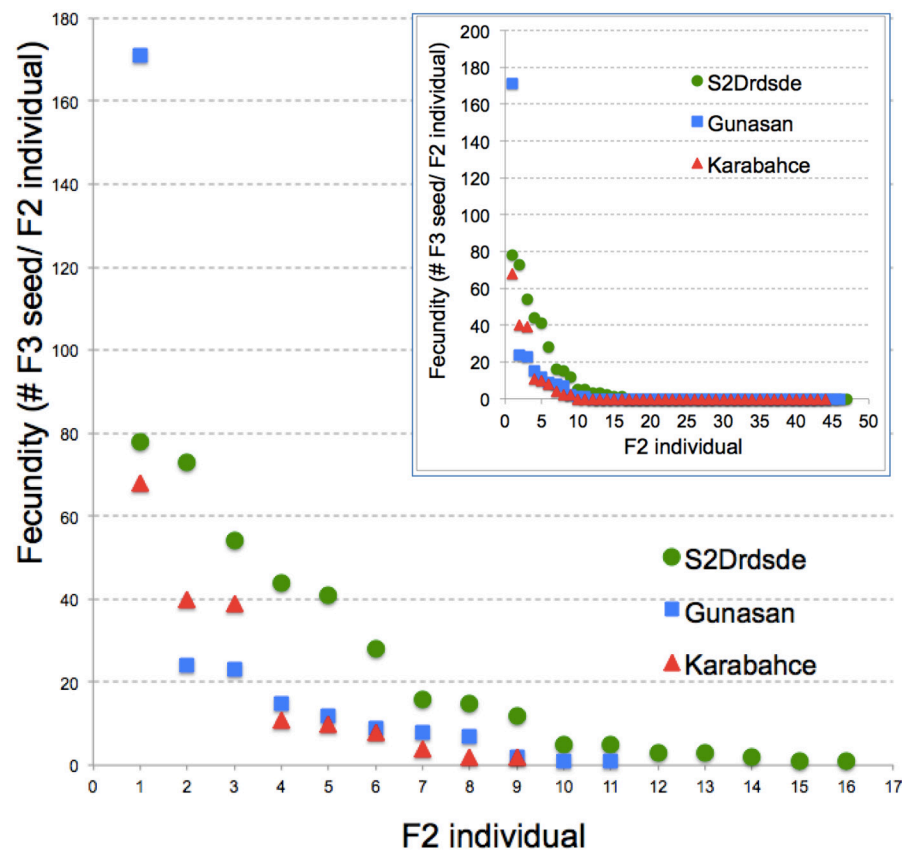 Fecundity (# F3 seed/ F2 individual)
180
160
140
120
100
80
60
40
20
0
0 1 2 3 4 5 6 7 8 9 10 11 12 13 14 15 16 17
F2 individual
S2Drdsde
Gunasan
Karabahce
Fecundity (# F3 seed/ F2 individual)
200
180
160
140
120
100
80
60
40
20
0
0 5 10 15 20 25 30 35 40 45 50
F2 individual
S2Drdsde
Gunasan
Karabahce